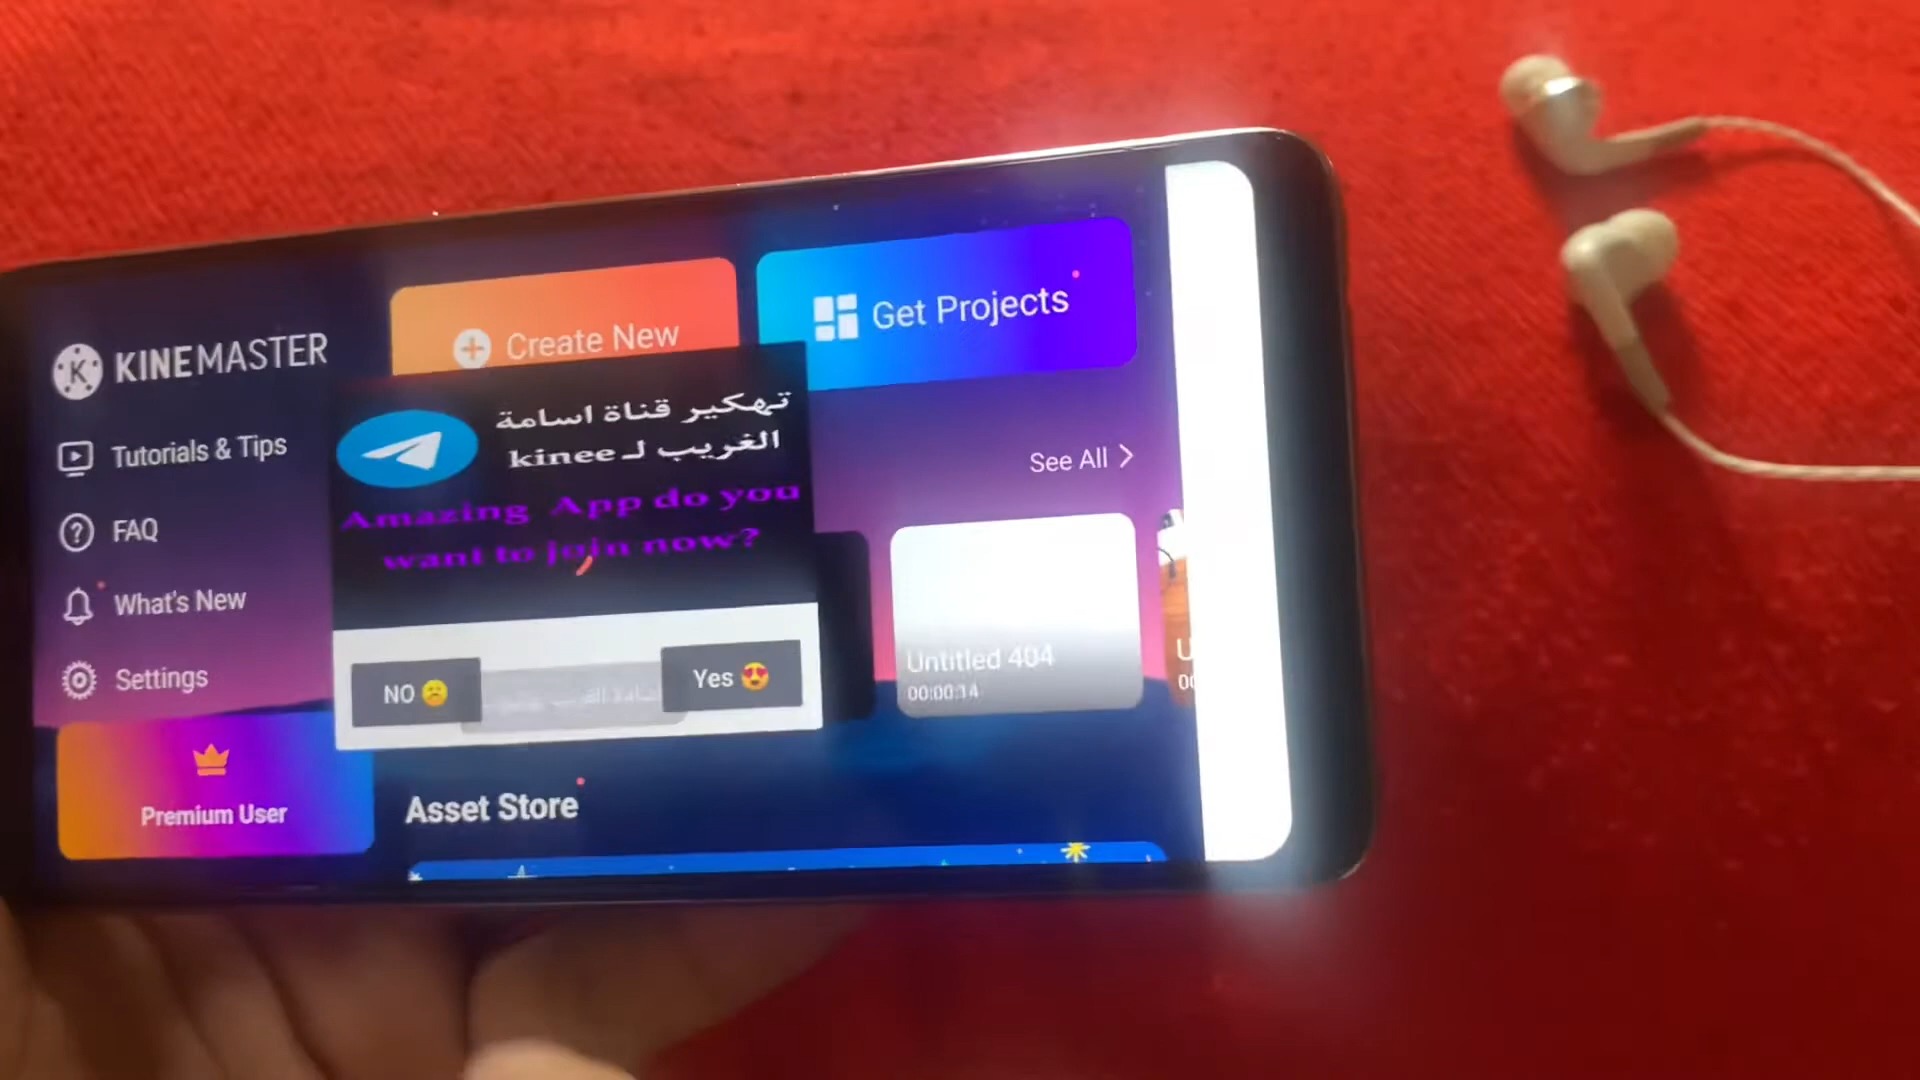 KINEMASTER
Tutorials & Tips
FAQ
What's New
Settings
Premium User
Create New
Get Projects
تهكير قناة اسامة
الغريب لـ kinee
Amazing App do you
want to join now?
NO ☹️
Yes 😍
See All >
Untitled 404
00:00:14
Asset Store